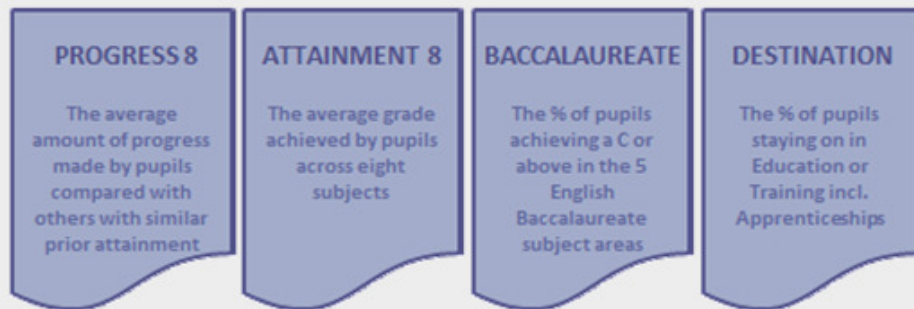 PROGRESS 8
The average
amount of progress
made by pupils
compared with
others with similar
prior attainment
ATTAINMENT 8
The average grade
achieved by pupils
across eight
subjects
BACCALAUREATE
The % of pupils
achieving a C or
above in the 5
English
Baccalaureate
subject areas
DESTINATION
The % of pupils
staying on in
Education or
Training incl.
Apprenticeships